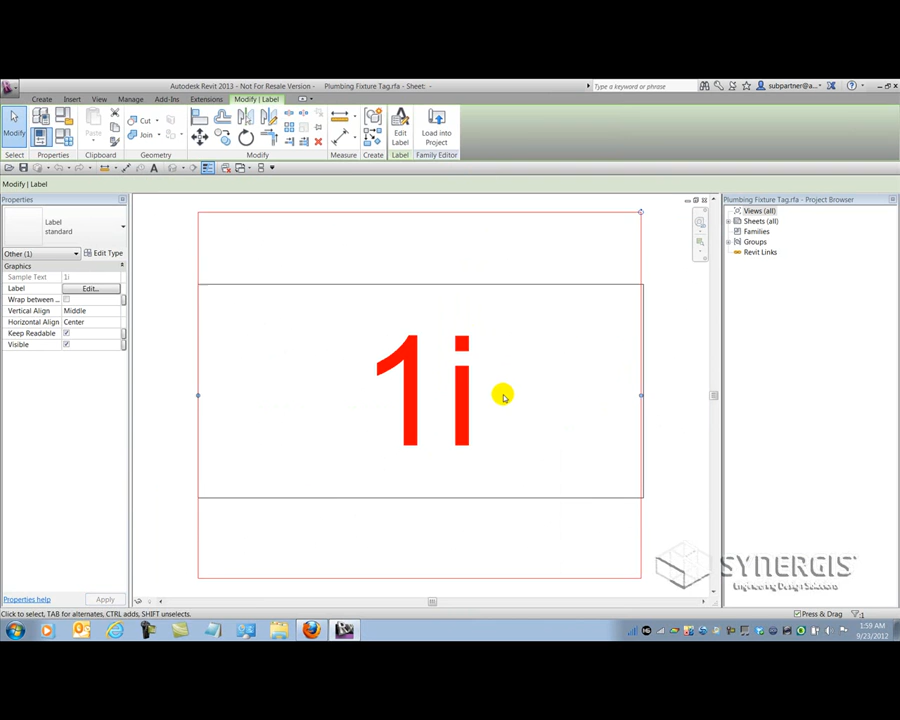 Autodesk Revit 2013 - Not For Resale Version - Plumbing Fixture Tag.rfa - Sheet: -
Type a keyword or phrase
subpartner@a...
Create Insert View Manage Add-Ins Extensions Modify | Label
Modify
Paste
Cut
Join
Edit Label
Load into Project
Select Properties Clipboard Geometry Modify Measure Create Label Family Editor
Modify | Label
Properties
Label
standard
Other (1)
Edit Type
Graphics
Sample Text 1i
Label Edit...
Wrap between ...
Vertical Align Middle
Horizontal Align Center
Keep Readable
Visible
Properties help
Apply
1i
Plumbing Fixture Tag.rfa - Project Browser
Views (all)
Sheets (all)
Families
Groups
Revit Links
SYNERGIS
Engineering Design Solutions
Click to select, TAB for alternates, CTRL adds, SHIFT unselects.
Press & Drag
:1
1:59 AM
9/23/2012